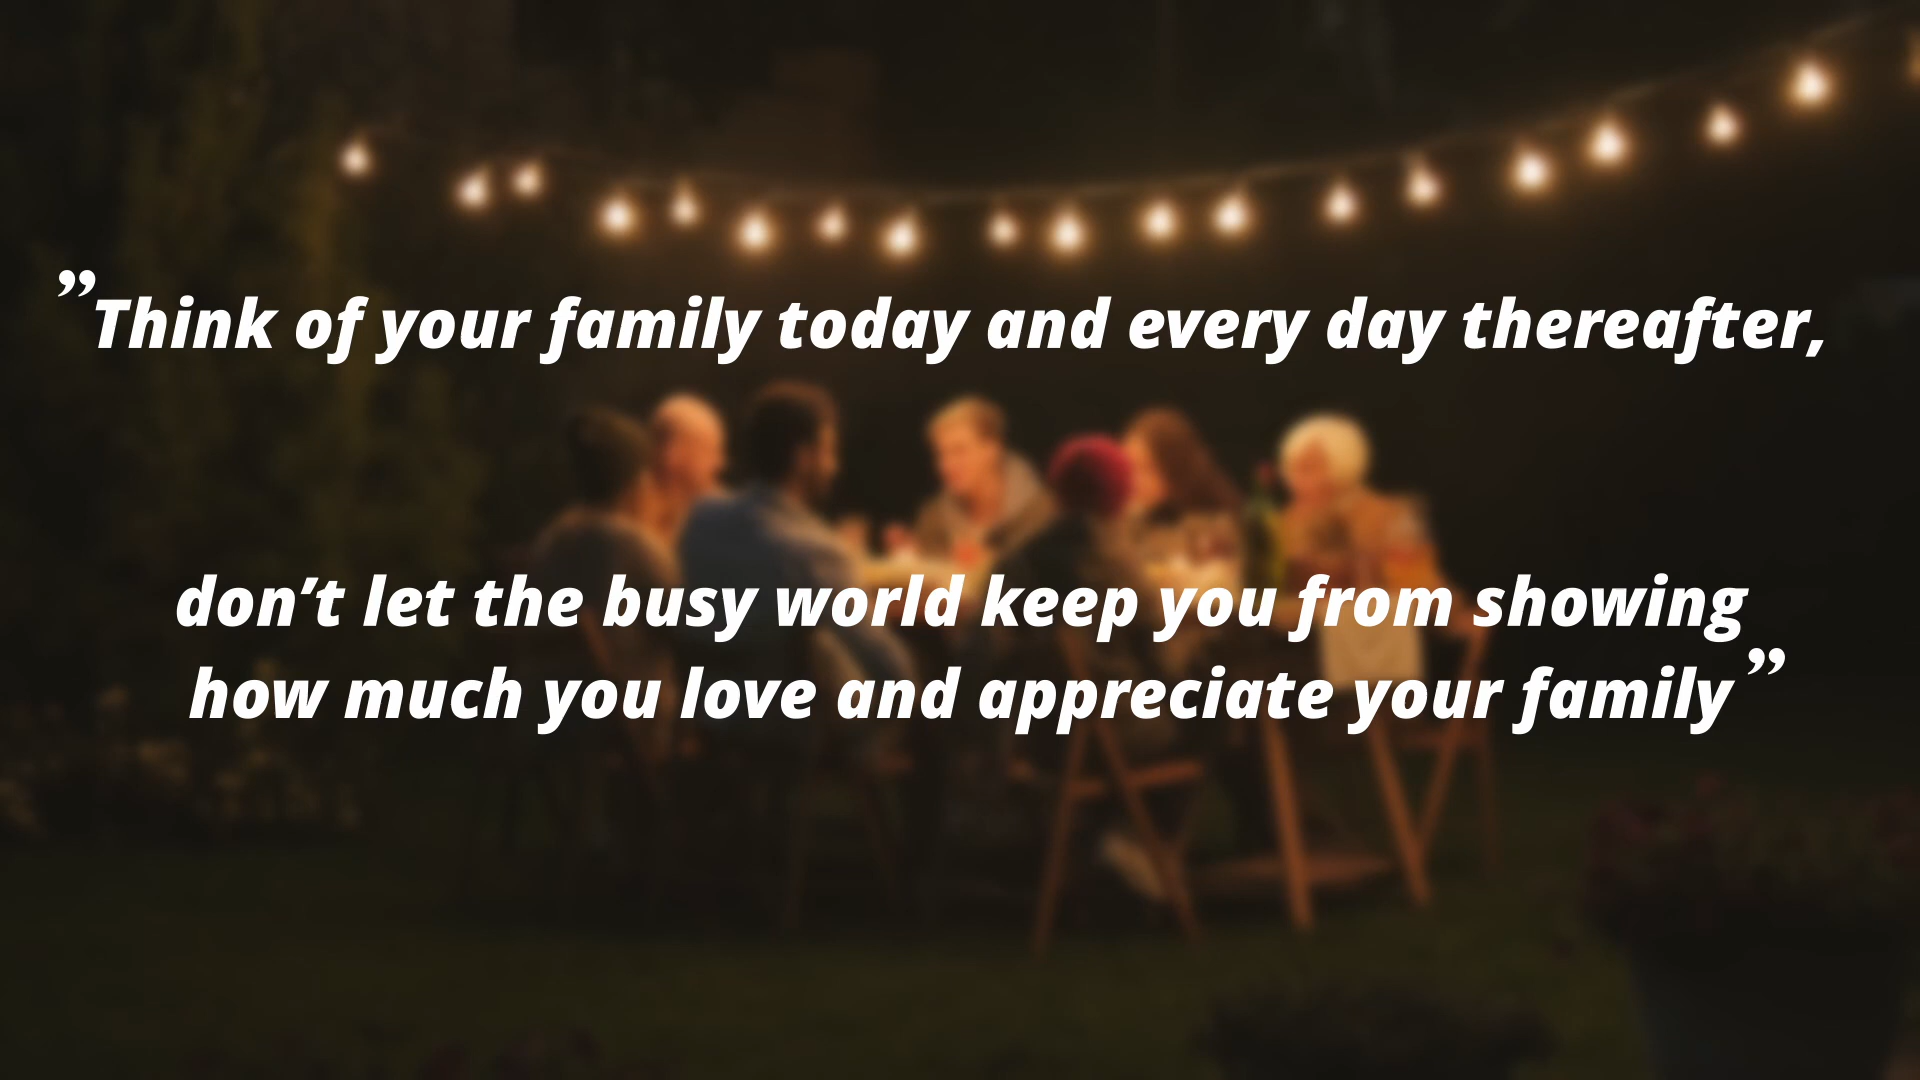 ”Think of your family today and every day thereafter,
don’t let the busy world keep you from showing
how much you love and appreciate your family”